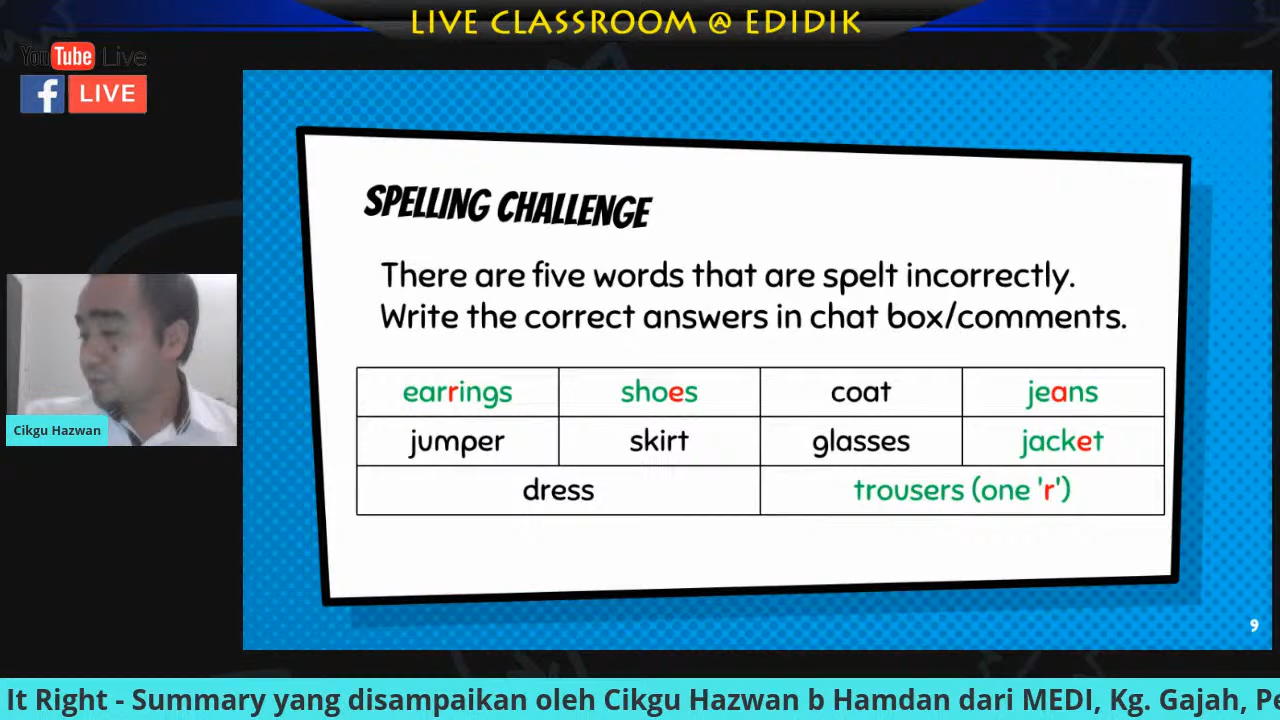 LIVE CLASSROOM @ EDIDIK
YouTube Live
f LIVE
SPELLING CHALLENGE
There are five words that are spelt incorrectly.
Write the correct answers in chat box/comments.
earrings shoes coat jeans
jumper skirt glasses jacket
dress trousers (one 'r')
Cikgu Hazwan
9
It Right - Summary yang disampaikan oleh Cikgu Hazwan b Hamdan dari MEDI, Kg. Gajah, Pe